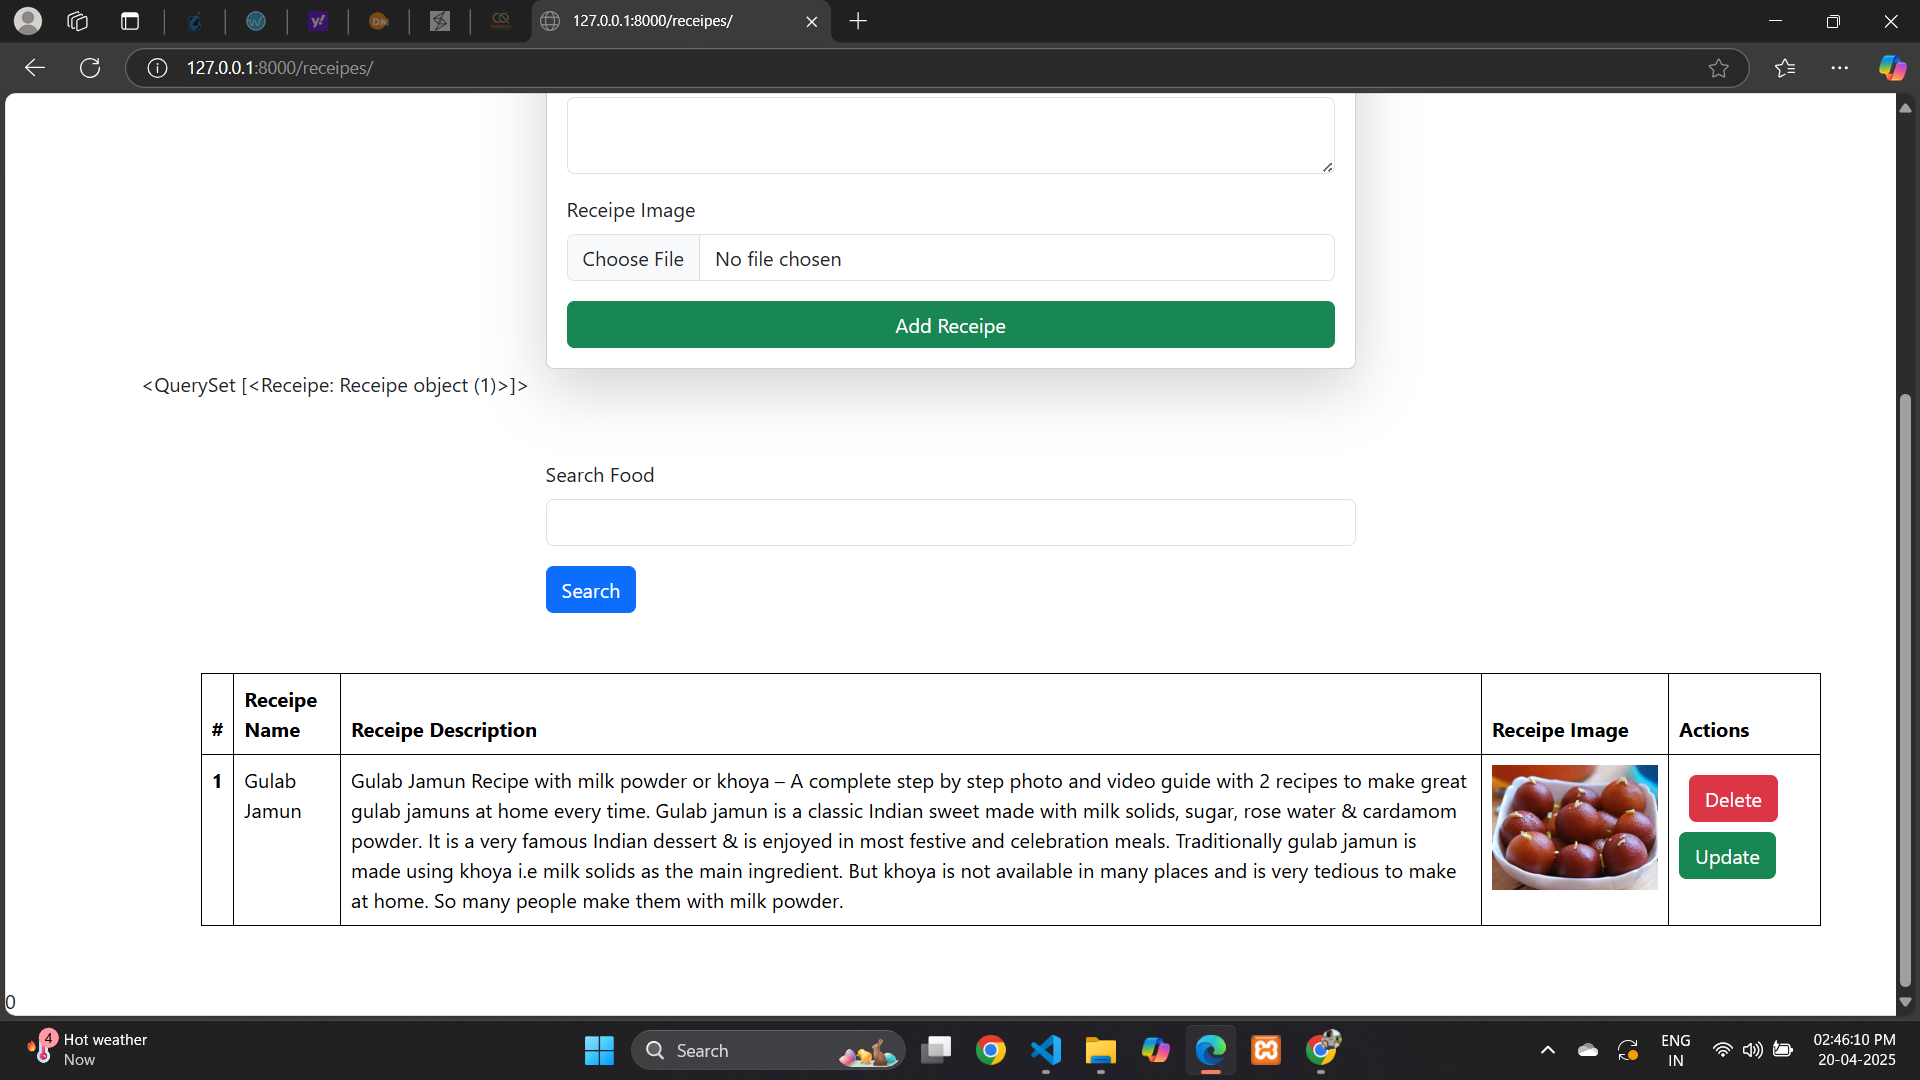 127.0.0.1:8000/receipes/
127.0.0.1:8000/receipes/
Receipe Image
Choose File No file chosen
Add Receipe
<QuerySet [<Receipe: Receipe object (1)>]>
Search Food
Search
# Receipe Name Receipe Description Receipe Image Actions
1 Gulab Jamun
Gulab Jamun Recipe with milk powder or khoya – A complete step by step photo and video guide with 2 recipes to make great
gulab jamuns at home every time. Gulab jamun is a classic Indian sweet made with milk solids, sugar, rose water & cardamom
powder. It is a very famous Indian dessert & is enjoyed in most festive and celebration meals. Traditionally gulab jamun is
made using khoya i.e milk solids as the main ingredient. But khoya is not available in many places and is very tedious to make
at home. So many people make them with milk powder.
Delete
Update
0
4 Hot weather
Now
Search
ENG
IN
02:46:10 PM
20-04-2025